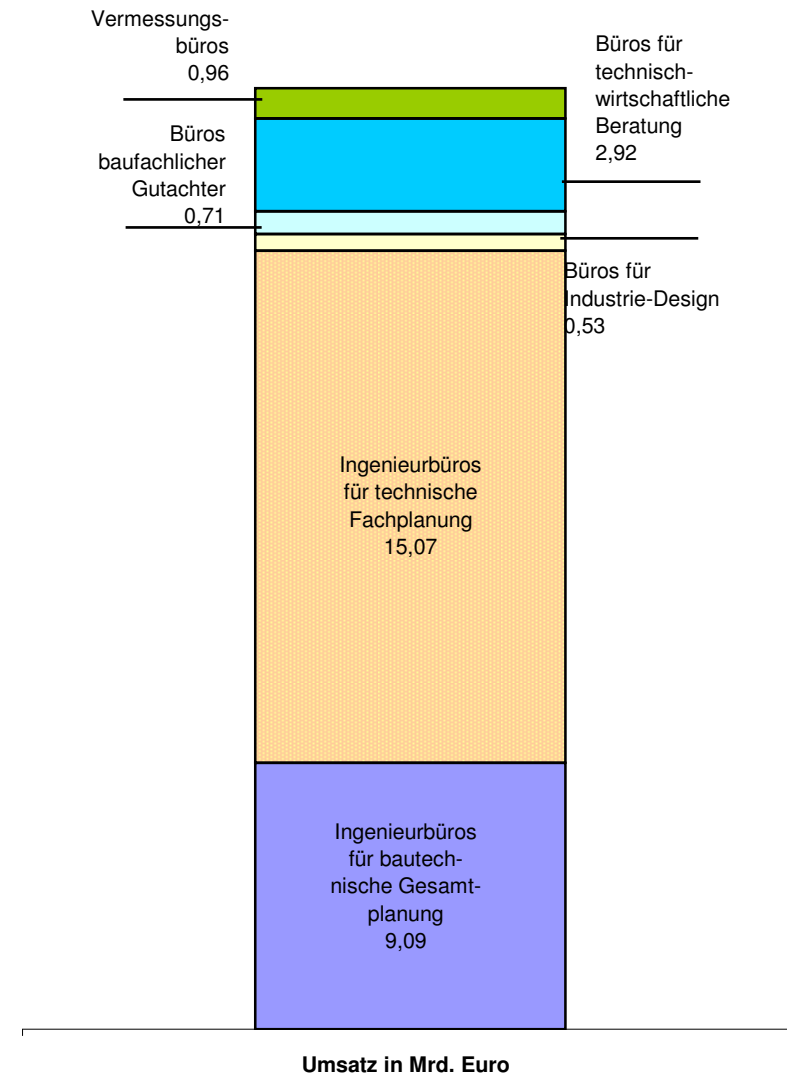 Vermessungs-
büros
0,96
Büros für
technisch-
wirtschaftliche
Beratung
2,92
Büros
baufachlicher
Gutachter
0,71
Büros für
Industrie-Design
0,53
Ingenieurbüros
für technische
Fachplanung
15,07
Ingenieurbüros
für bautech-
nische Gesamt-
planung
9,09
Umsatz in Mrd. Euro